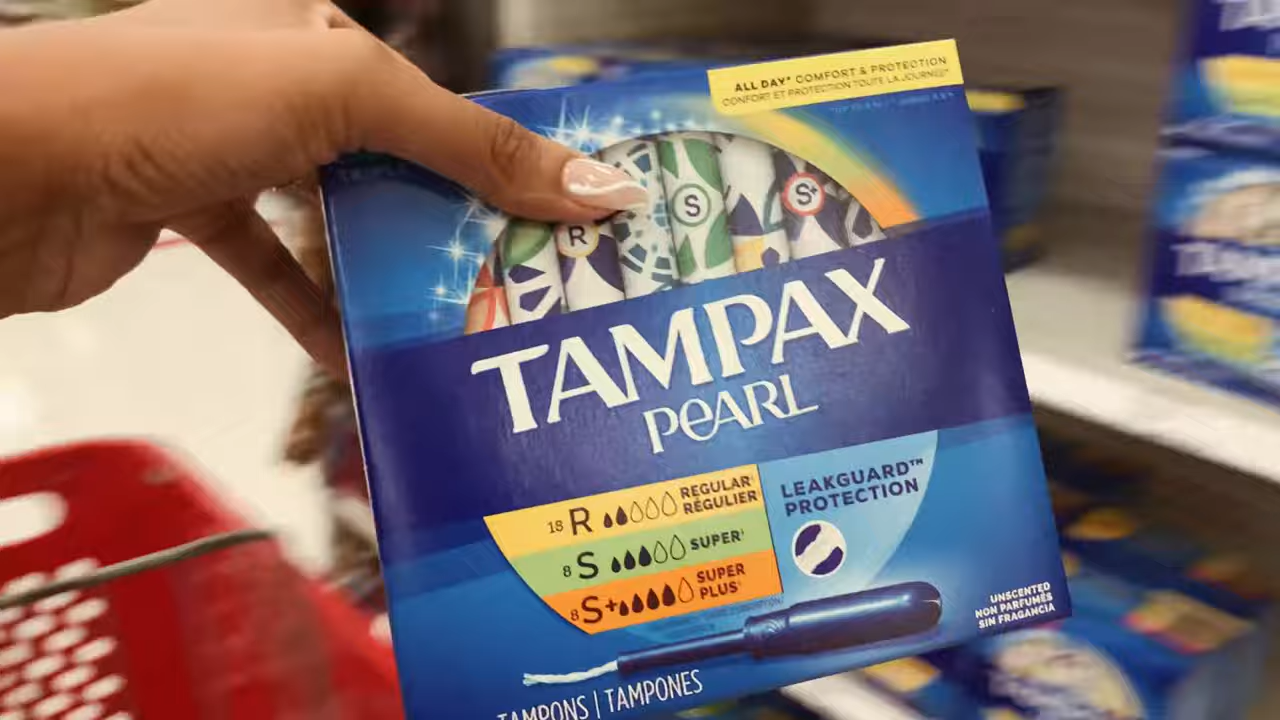 ALL DAY* COMFORT & PROTECTION
CONFORT ET PROTECTION TOUTE LA JOURNÉE*
R
S
S+
TAMPAX
PEARL
18 R REGULAR
RÉGULIER
8 S SUPER
8 S+ SUPER
PLUS
LEAKGUARD™
PROTECTION
UNSCENTED
NON PARFUMÉS
SIN FRAGANCIA
TAMPONS | TAMPONES